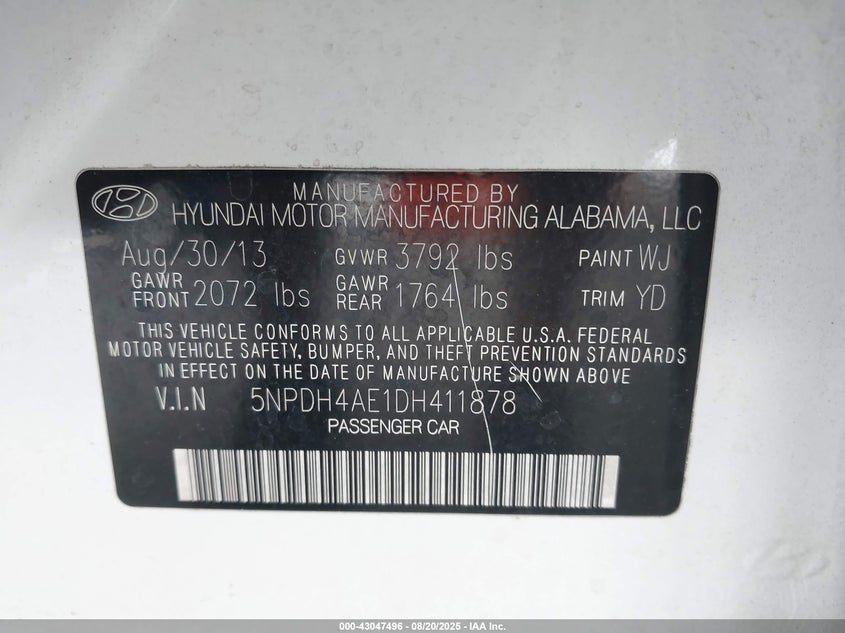 MANUFACTURED BY
HYUNDAI MOTOR MANUFACTURING ALABAMA, LLC
Aug/30/13 GVWR 3792 lbs PAINT WJ
GAWR FRONT 2072 lbs GAWR REAR 1764 lbs TRIM YD
THIS VEHICLE CONFORMS TO ALL APPLICABLE U.S.A. FEDERAL
MOTOR VEHICLE SAFETY, BUMPER, AND THEFT PREVENTION STANDARDS
IN EFFECT ON THE DATE OF MANUFACTURE SHOWN ABOVE
V.I.N 5NPDH4AE1DH411878
PASSENGER CAR
000-43047496 - 08/20/2025 - IAA Inc.